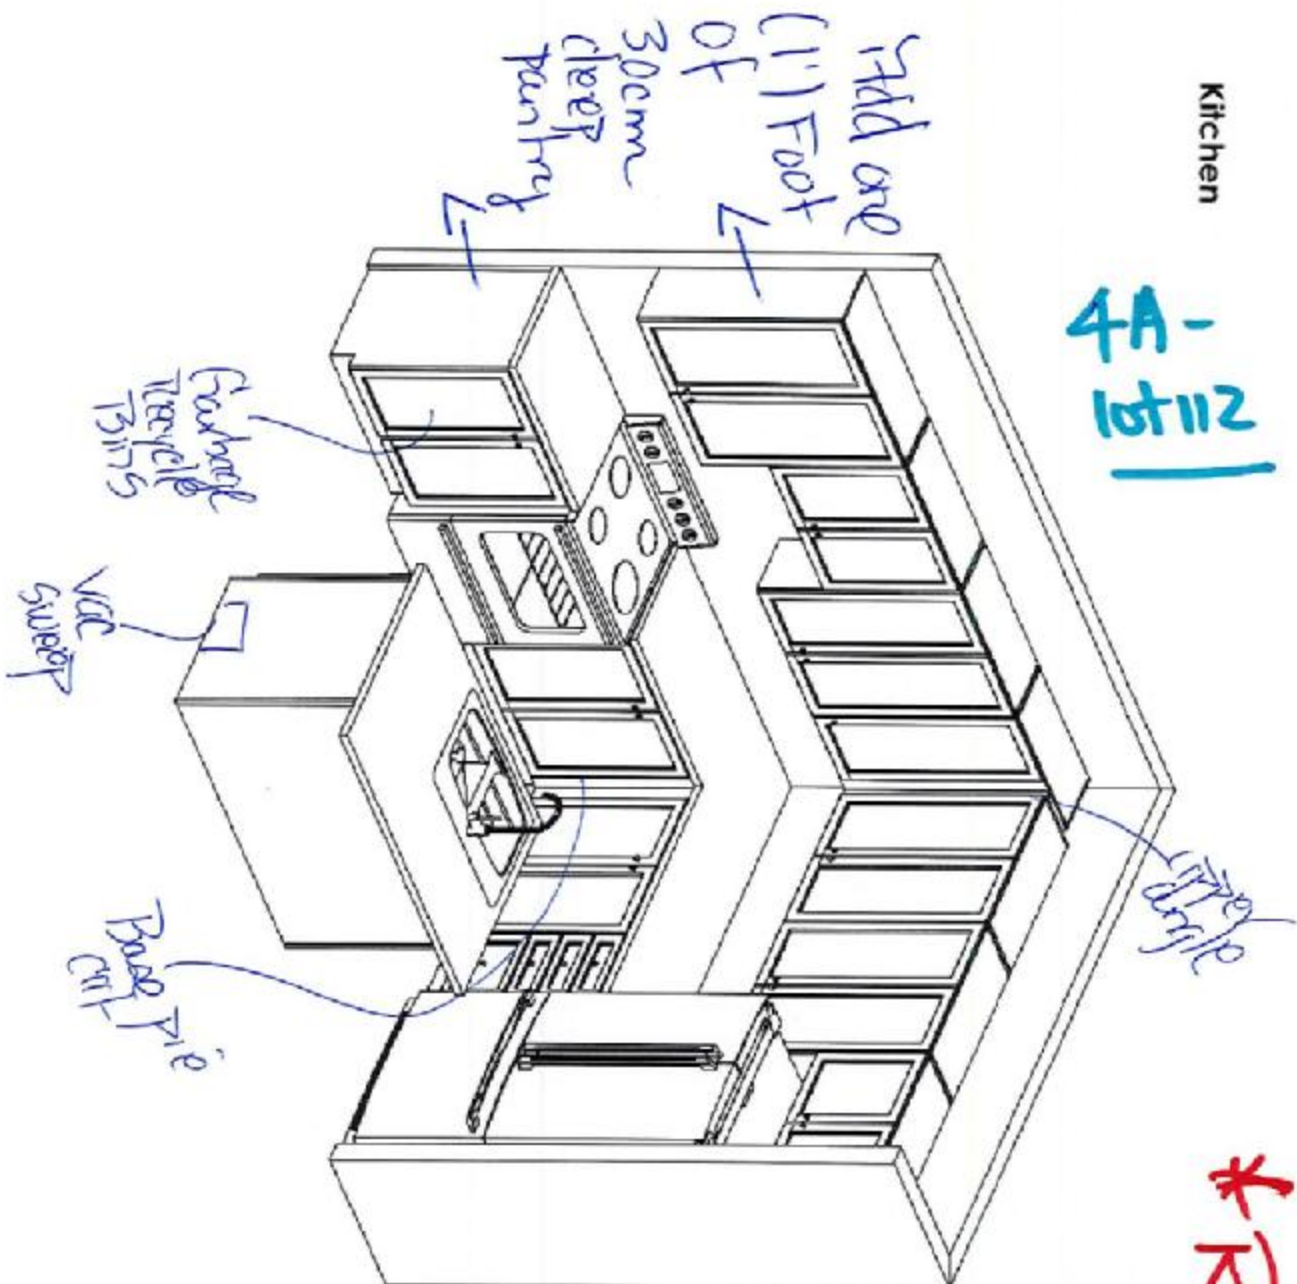 Kitchen
4A-
lot 112
Add one
(1') Foot
of
30cm
deep
pantry
Garbage
Recycle
Bins
vac
sweep
Base pie
cut
upper
angle